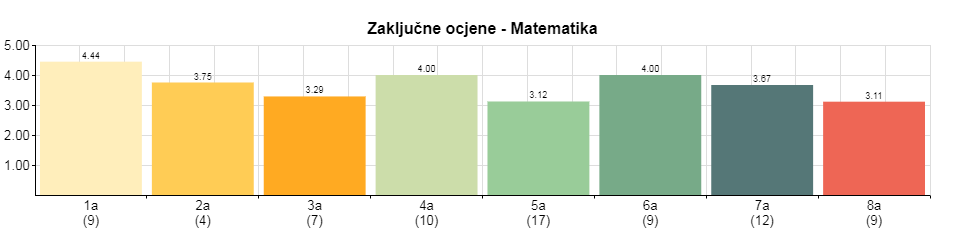 Zaključne ocjene - Matematika
5.00
4.00
3.00
2.00
1.00
4.44
3.75
3.29
4.00
3.12
4.00
3.67
3.11
1a
(9)
2a
(4)
3a
(7)
4a
(10)
5a
(17)
6a
(9)
7a
(12)
8a
(9)